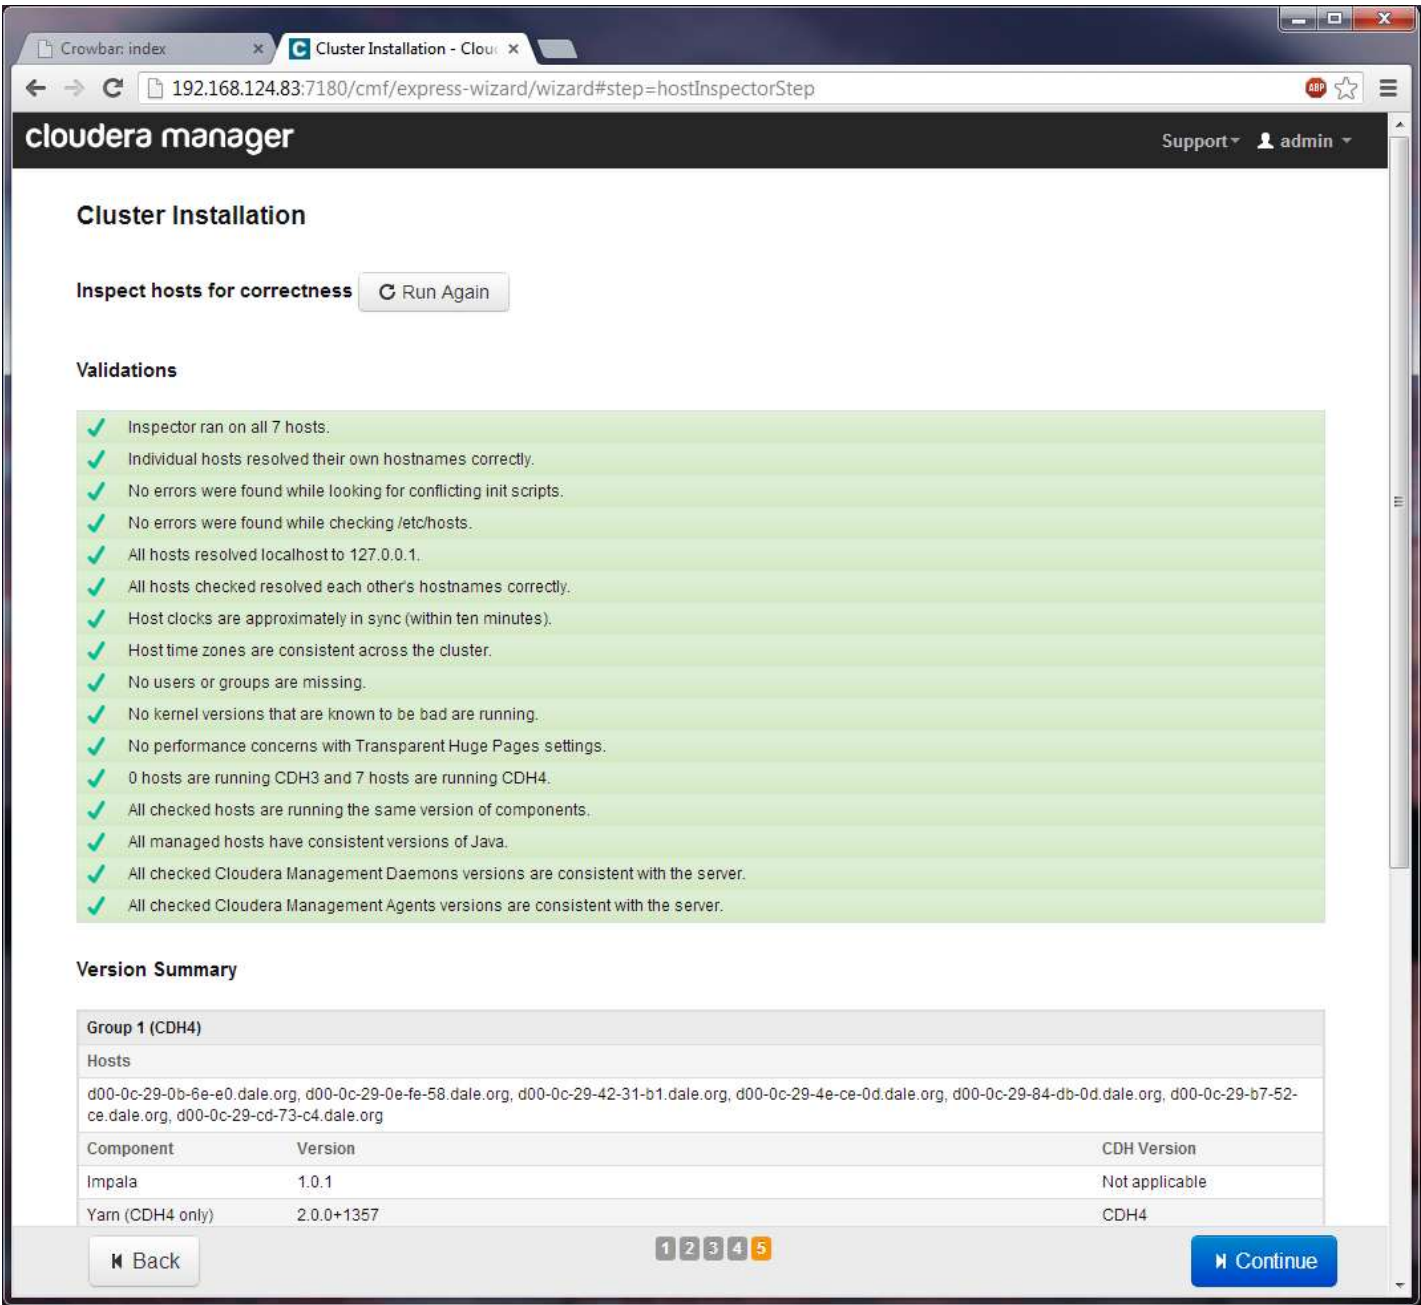 Crowbar: index
Cluster Installation - Clou
192.168.124.83:7180/cmf/express-wizard/wizard#step=hostInspectorStep
ABP
cloudera manager
Support
admin
Cluster Installation
Inspect hosts for correctness
Run Again
Validations
Inspector ran on all 7 hosts.
Individual hosts resolved their own hostnames correctly.
No errors were found while looking for conflicting init scripts.
No errors were found while checking /etc/hosts.
All hosts resolved localhost to 127.0.0.1.
All hosts checked resolved each other's hostnames correctly.
Host clocks are approximately in sync (within ten minutes).
Host time zones are consistent across the cluster.
No users or groups are missing.
No kernel versions that are known to be bad are running.
No performance concerns with Transparent Huge Pages settings.
0 hosts are running CDH3 and 7 hosts are running CDH4.
All checked hosts are running the same version of components.
All managed hosts have consistent versions of Java.
All checked Cloudera Management Daemons versions are consistent with the server.
All checked Cloudera Management Agents versions are consistent with the server.
Version Summary
Group 1 (CDH4)
Hosts
d00-0c-29-0b-6e-e0.dale.org, d00-0c-29-0e-fe-58.dale.org, d00-0c-29-42-31-b1.dale.org, d00-0c-29-4e-ce-0d.dale.org, d00-0c-29-84-db-0d.dale.org, d00-0c-29-b7-52-
ce.dale.org, d00-0c-29-cd-73-c4.dale.org
Component Version CDH Version
Impala 1.0.1 Not applicable
Yarn (CDH4 only) 2.0.0+1357 CDH4
Back
1 2 3 4 5
Continue